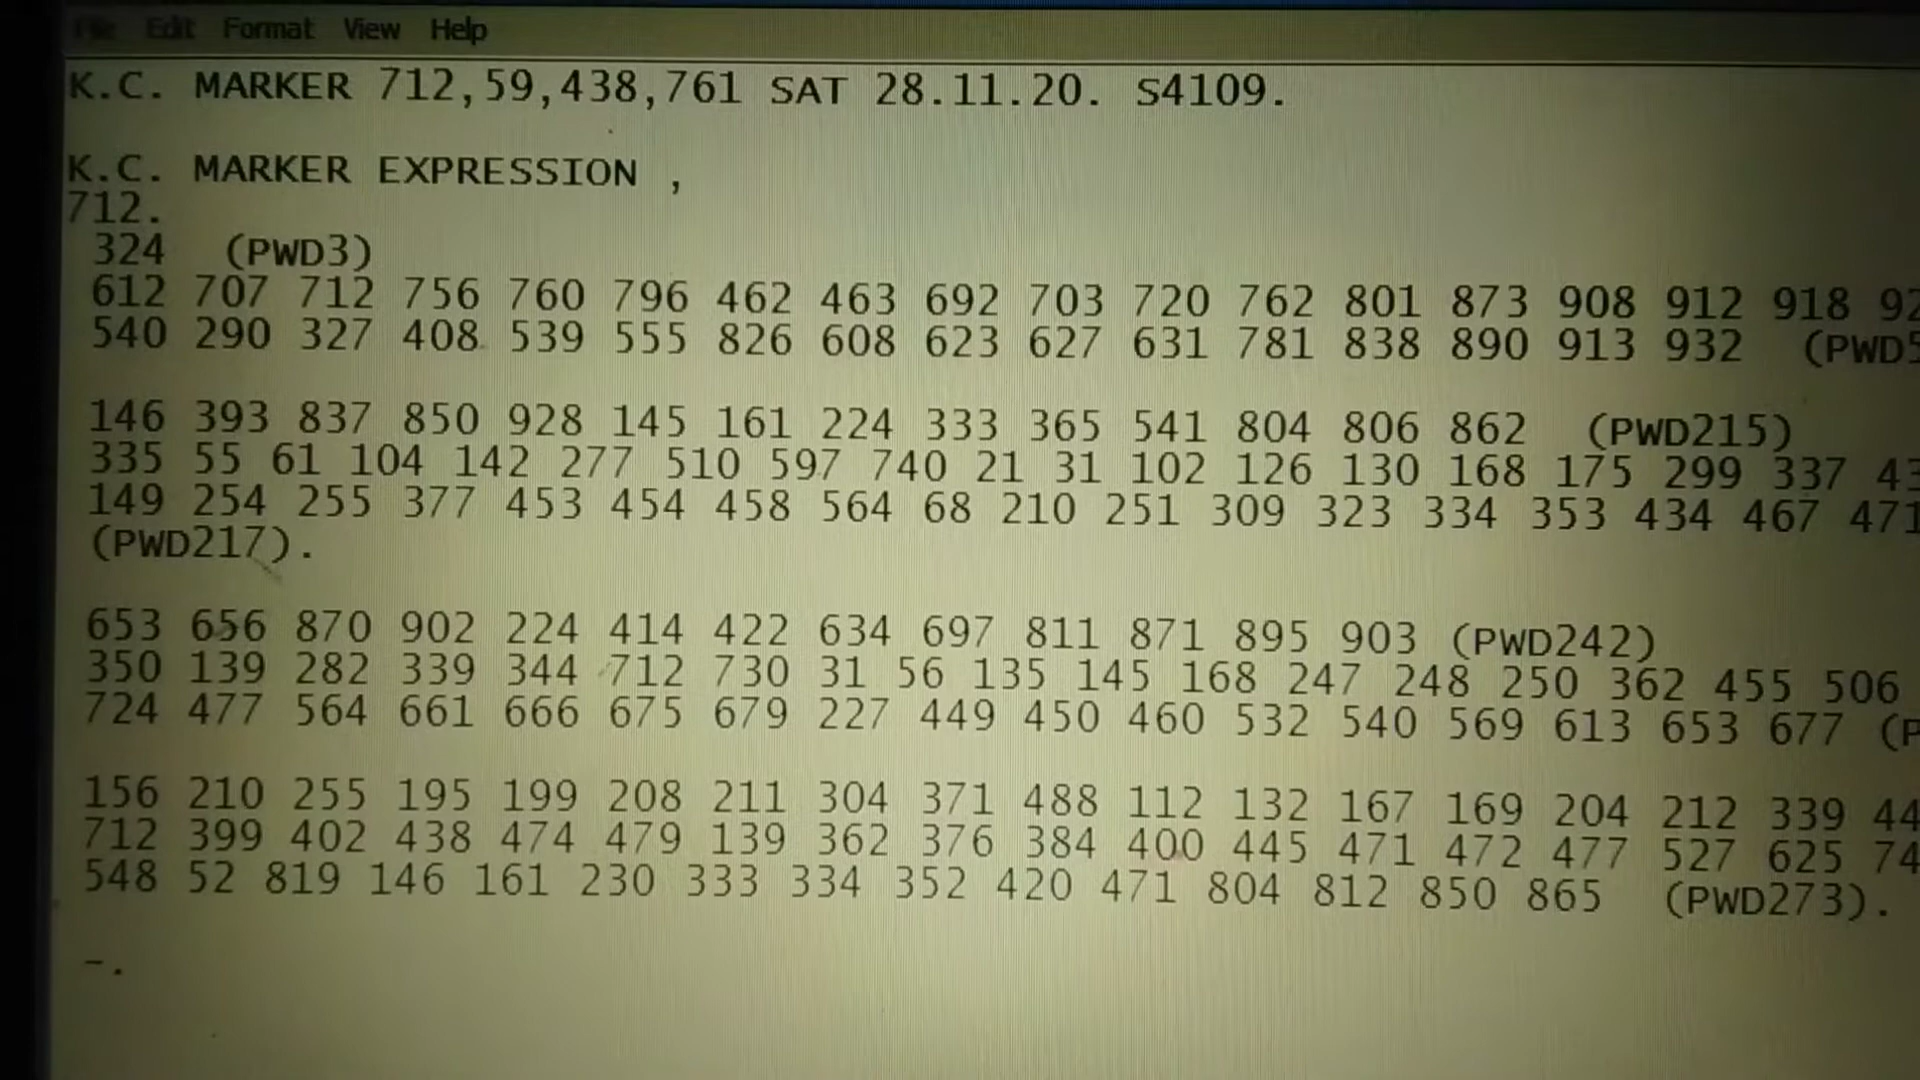 Edit Format View Help
K.C. MARKER 712,59,438,761 SAT 28.11.20. S4109.
K.C. MARKER EXPRESSION ,
712.
324 (PWD3)
612 707 712 756 760 796 462 463 692 703 720 762 801 873 908 912 918
540 290 327 408 539 555 826 608 623 627 631 781 838 890 913 932
146 393 837 850 928 145 161 224 333 365 541 804 806 862 (PWD215)
335 55 61 104 142 277 510 597 740 21 31 102 126 130 168 175 299 337
149 254 255 377 453 454 458 564 68 210 251 309 323 334 353 434 467 471
(PWD217).
653 656 870 902 224 414 422 634 697 811 871 895 903 (PWD242)
350 139 282 339 344 712 730 31 56 135 145 168 247 248 250 362 455 506
724 477 564 661 666 675 679 227 449 450 460 532 540 569 613 653 677
156 210 255 195 199 208 211 304 371 488 112 132 167 169 204 212 339
712 399 402 438 474 479 139 362 376 384 400 445 471 472 477 527 625
548 52 819 146 161 230 333 334 352 420 471 804 812 850 865 (PWD273).
-.